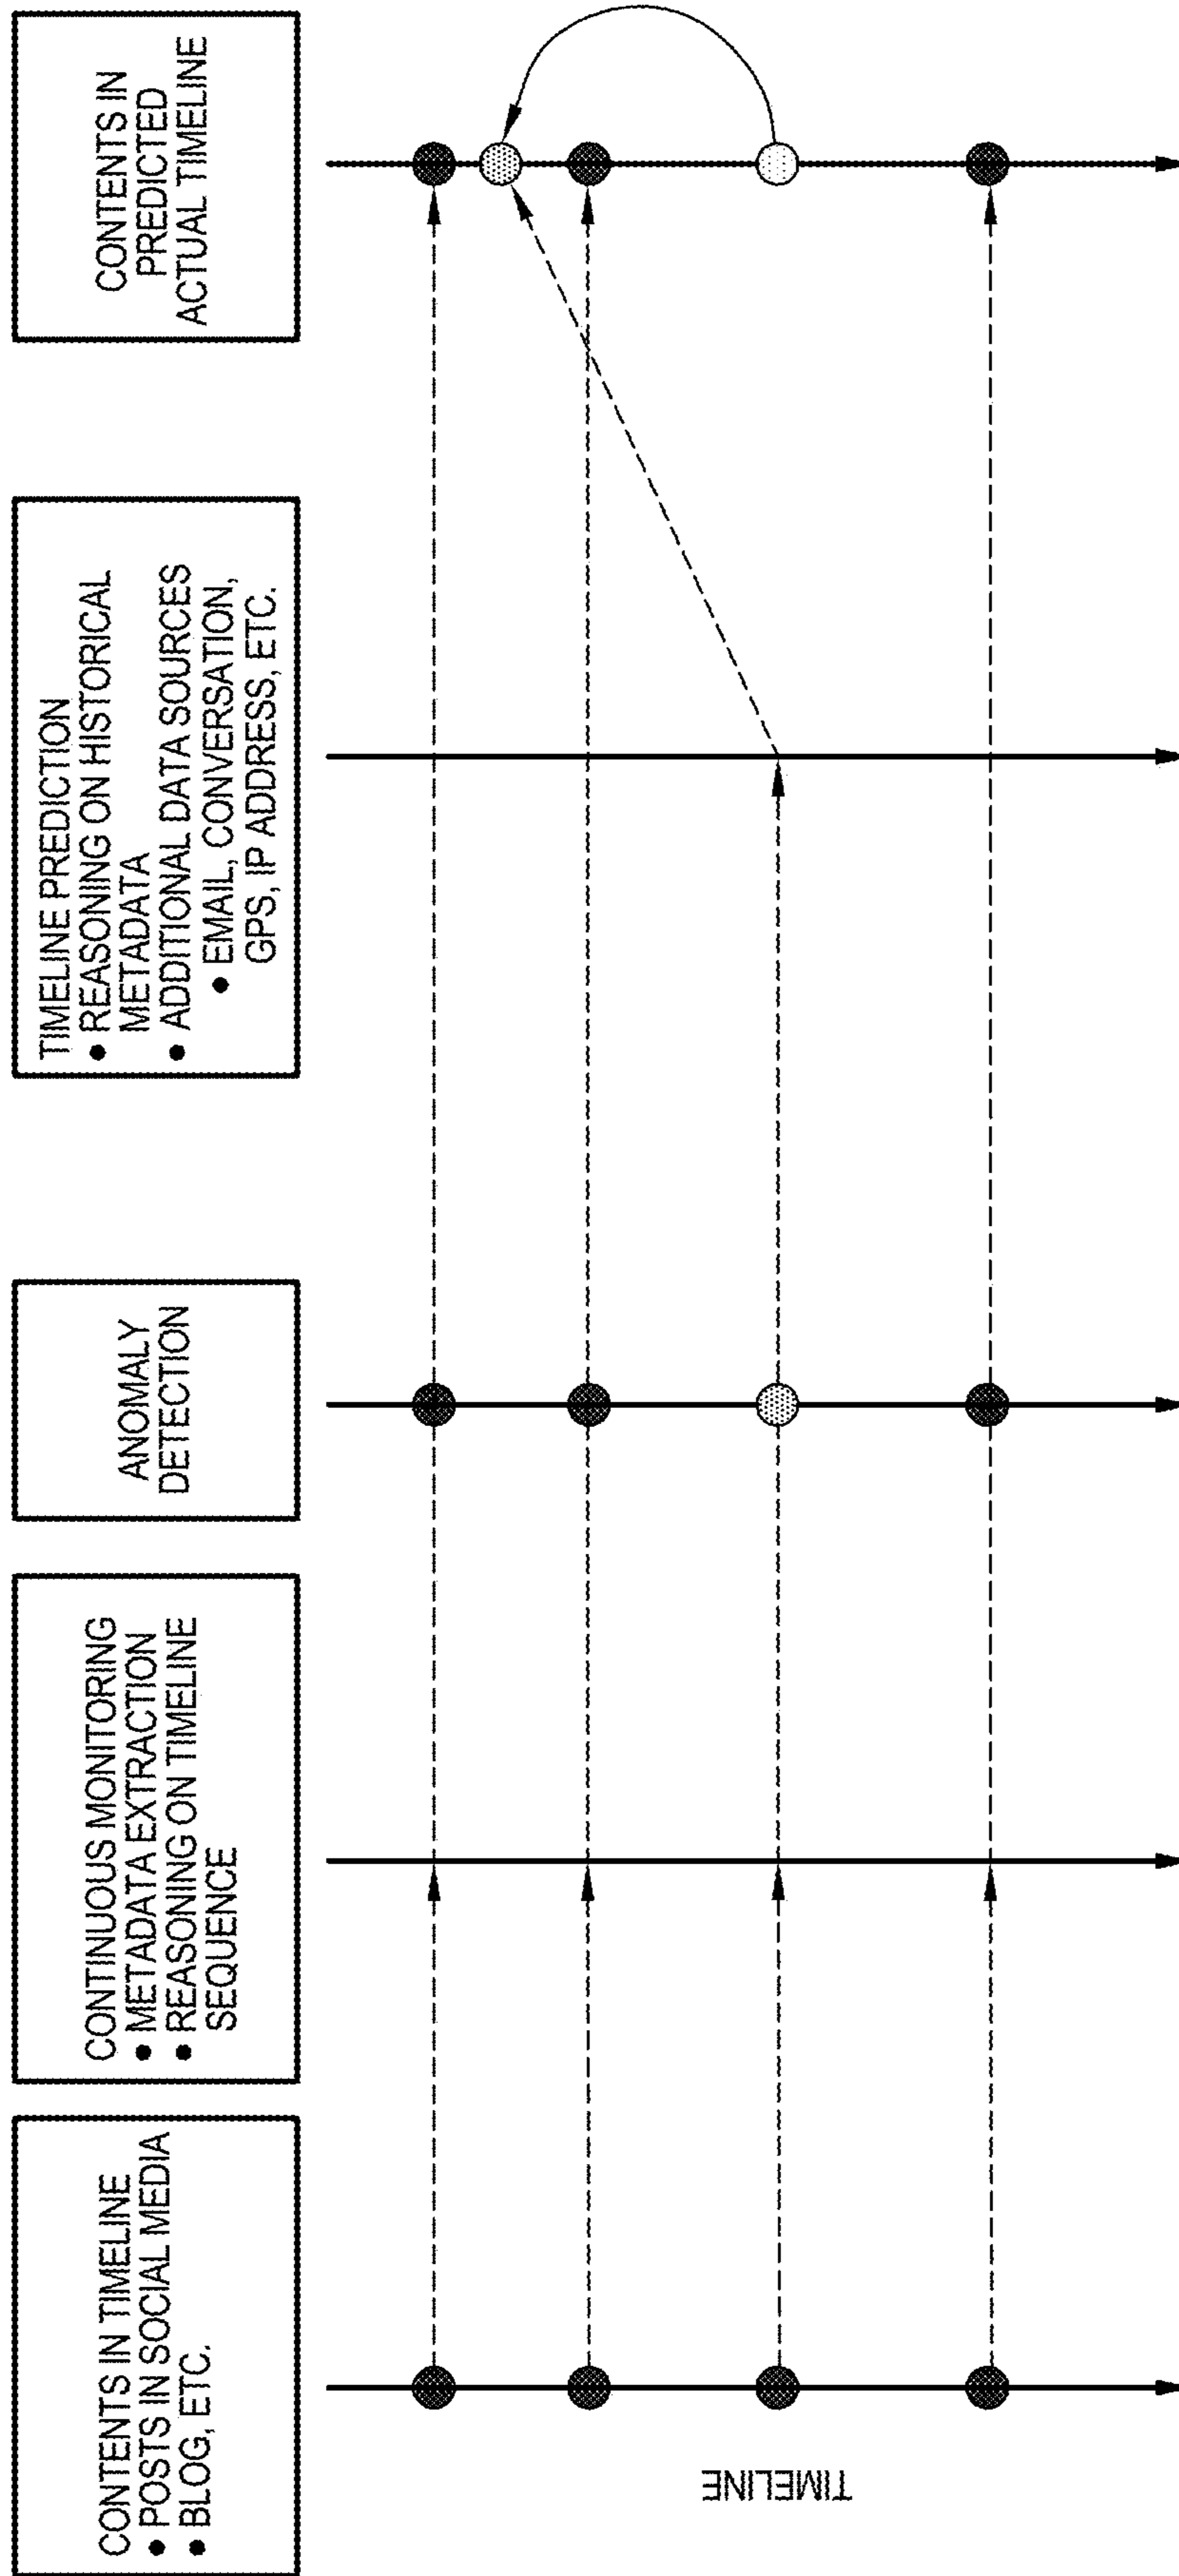 CONTENTS IN TIMELINE
• POSTS IN SOCIAL MEDIA
• BLOG, ETC.
CONTINUOUS MONITORING
• METADATA EXTRACTION
• REASONING ON TIMELINE
SEQUENCE
ANOMALY
DETECTION
TIMELINE PREDICTION
• REASONING ON HISTORICAL
METADATA
• ADDITIONAL DATA SOURCES
• EMAIL, CONVERSATION,
GPS, IP ADDRESS, ETC.
CONTENTS IN
PREDICTED
ACTUAL TIMELINE
TIMELINE